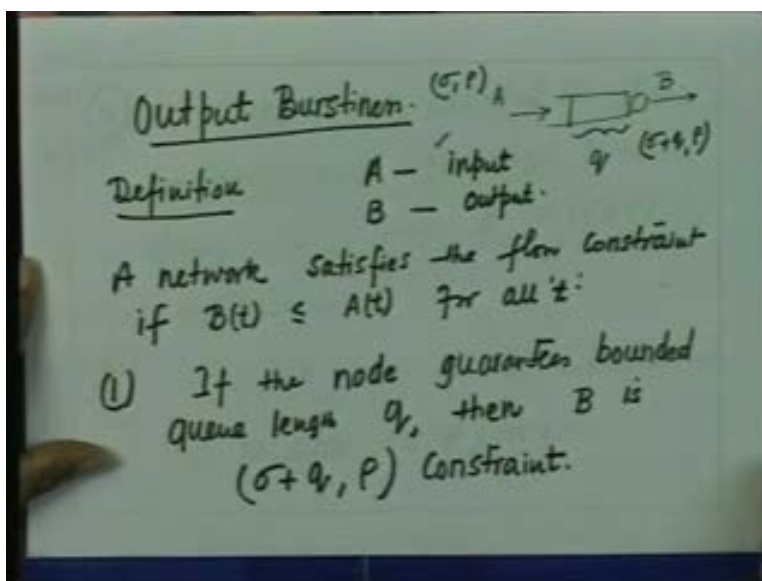 Output Burstiness. (σ,ρ) A B
q (σ+q,ρ)
Definition A — input
B — output.
A network satisfies the flow constraint
if B(t) ≤ A(t) for all 't'
① If the node guarantees bounded
queue length q, then B is
(σ+q, ρ) Constraint.